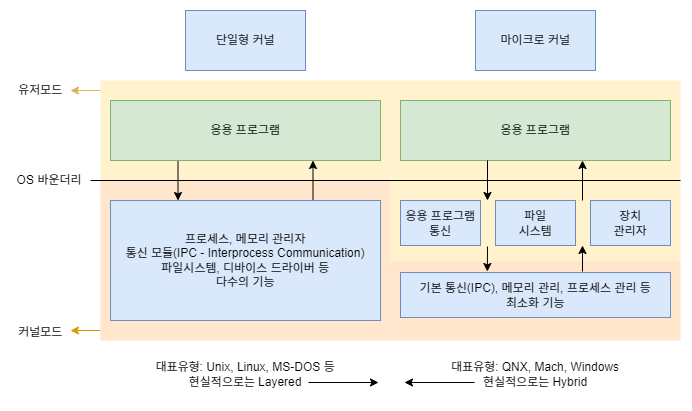 단일형 커널
마이크로 커널
유저모드
응용 프로그램
응용 프로그램
OS 바운더리
프로세스, 메모리 관리자
통신 모듈(IPC - Interprocess Communication)
파일시스템, 디바이스 드라이버 등
다수의 기능
응용 프로그램
통신
파일
시스템
장치
관리자
기본 통신(IPC), 메모리 관리, 프로세스 관리 등
최소화 기능
커널모드
대표유형: Unix, Linux, MS-DOS 등
현실적으로는 Layered
대표유형: QNX, Mach, Windows
현실적으로는 Hybrid